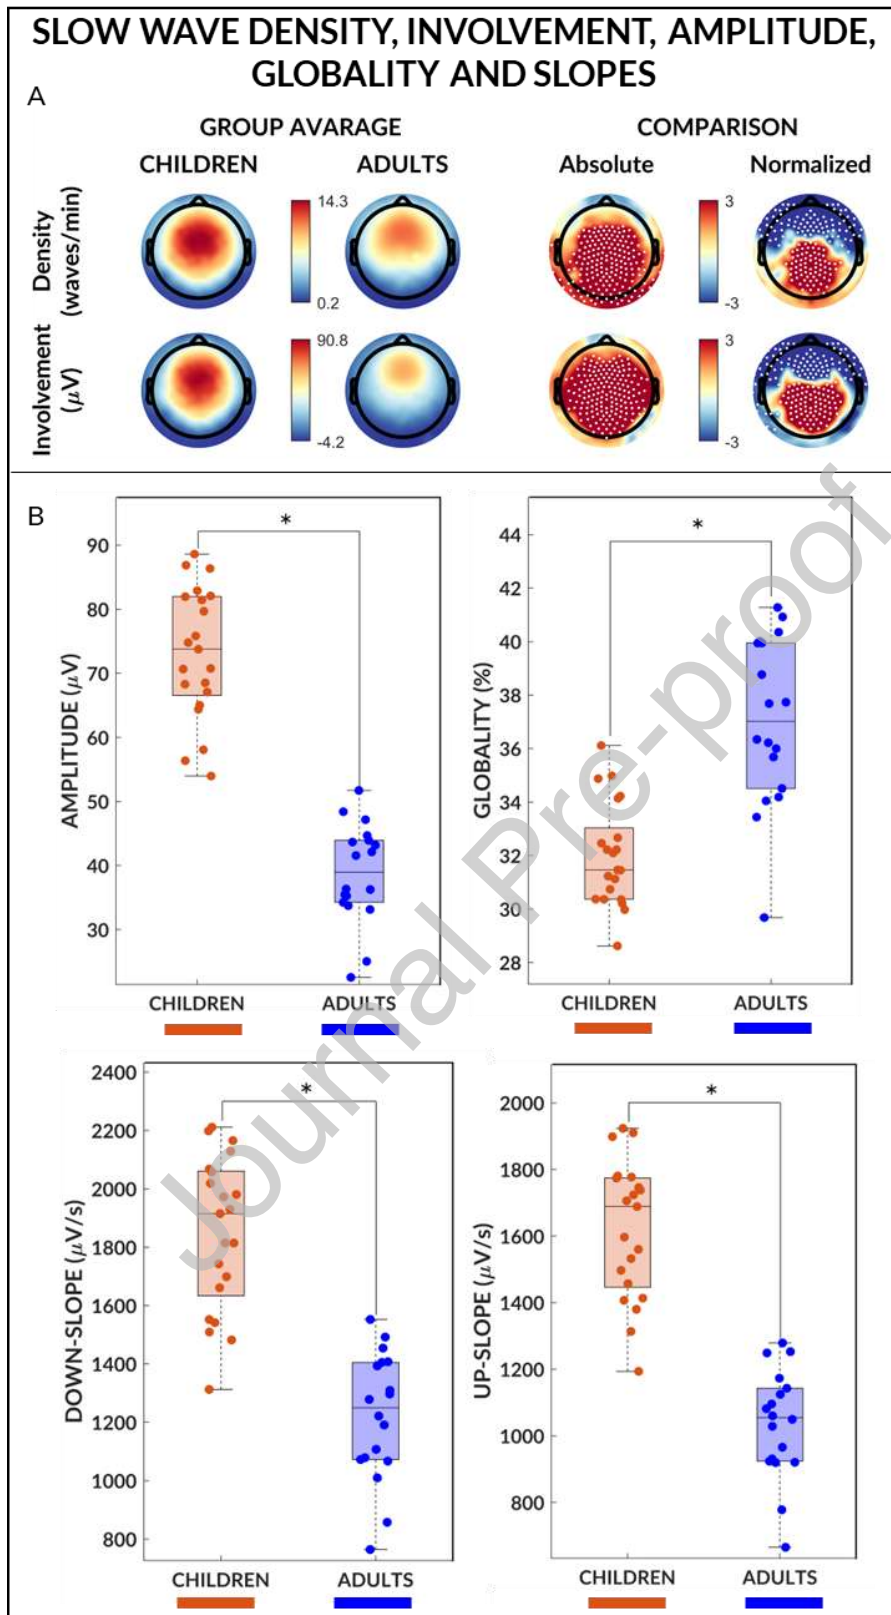 SLOW WAVE DENSITY, INVOLVEMENT, AMPLITUDE,
GLOBALITY AND SLOPES
A
GROUP AVARAGE
COMPARISON
CHILDREN
ADULTS
Absolute
Normalized
Density
(waves/min)
14.3
0.2
3
-3
Involvement
(μV)
90.8
-4.2
3
-3
B
AMPLITUDE (μV)
90
80
70
60
50
40
30
*
CHILDREN
ADULTS
GLOBALITY (%)
44
42
40
38
36
34
32
30
28
*
CHILDREN
ADULTS
DOWN-SLOPE (μV/s)
2400
2200
2000
1800
1600
1400
1200
1000
800
*
CHILDREN
ADULTS
UP-SLOPE (μV/s)
2000
1800
1600
1400
1200
1000
800
*
CHILDREN
ADULTS
Journal Pre-proof